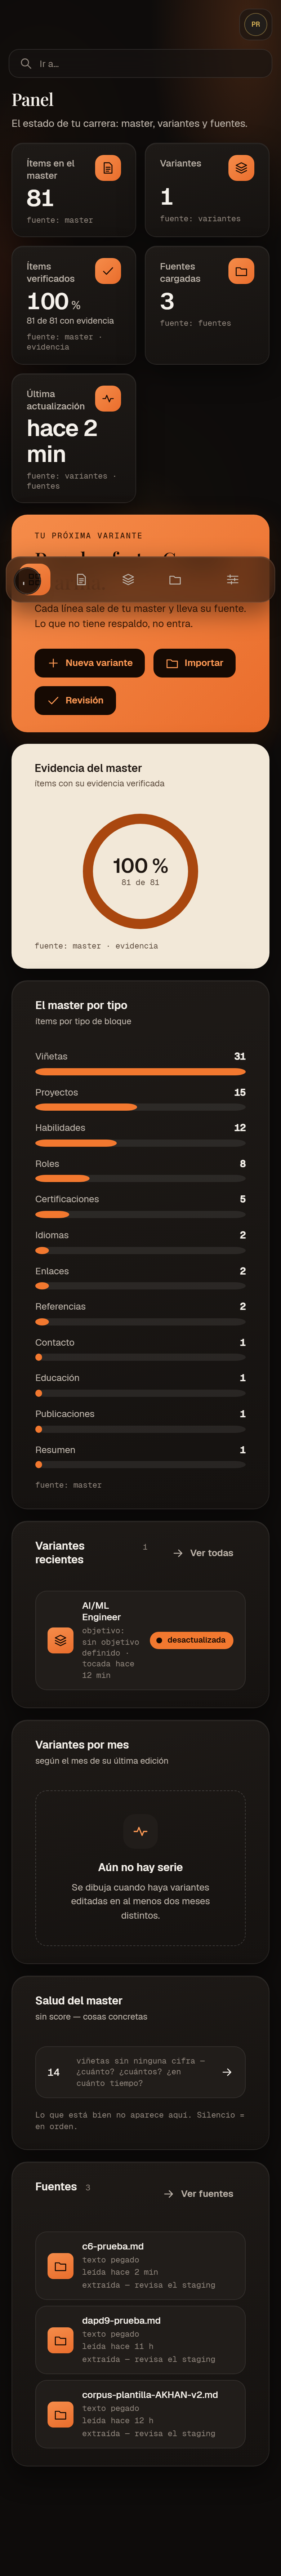 PR
Ir a...
Panel
El estado de tu carrera: master, variantes y fuentes.
Ítems en el
master
81
fuente: master
Variantes
1
fuente: variantes
Ítems
verificados
100 %
81 de 81 con evidencia
fuente: master ·
evidencia
Fuentes
cargadas
3
fuente: fuentes
Última
actualización
hace 2
min
fuente: variantes ·
fuentes
TU PRÓXIMA VARIANTE
Cada línea sale de tu master y lleva su fuente.
Lo que no tiene respaldo, no entra.
Nueva variante
Importar
Revisión
Evidencia del master
ítems con su evidencia verificada
100 %
81 de 81
fuente: master · evidencia
El master por tipo
ítems por tipo de bloque
Viñetas 31
Proyectos 15
Habilidades 12
Roles 8
Certificaciones 5
Idiomas 2
Enlaces 2
Referencias 2
Contacto 1
Educación 1
Publicaciones 1
Resumen 1
fuente: master
Variantes
recientes
1
Ver todas
AI/ML
Engineer
objetivo:
sin objetivo
definido ·
tocada hace
12 min
desactualizada
Variantes por mes
según el mes de su última edición
Aún no hay serie
Se dibuja cuando haya variantes
editadas en al menos dos meses
distintos.
Salud del master
sin score — cosas concretas
14
viñetas sin ninguna cifra —
¿cuánto? ¿cuántos? ¿en
cuánto tiempo?
Lo que está bien no aparece aquí. Silencio =
en orden.
Fuentes 3
Ver fuentes
c6-prueba.md
texto pegado
leída hace 2 min
extraída — revisa el staging
dapd9-prueba.md
texto pegado
leída hace 11 h
extraída — revisa el staging
corpus-plantilla-AKHAN-v2.md
texto pegado
leída hace 12 h
extraída — revisa el staging